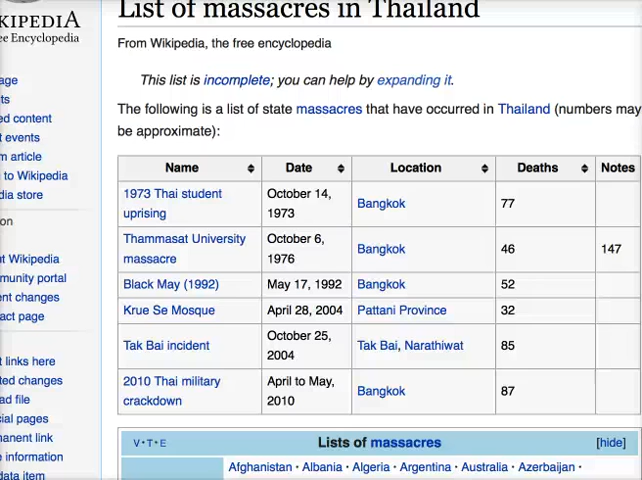 List of massacres in Thailand
KIPEDIA
ee Encyclopedia
From Wikipedia, the free encyclopedia
This list is incomplete; you can help by expanding it.
The following is a list of state massacres that have occurred in Thailand (numbers may
be approximate):
age
ts
ed content
t events
m article
to Wikipedia
dia store
on
nt Wikipedia
munity portal
ent changes
act page
t links here
ted changes
ad file
cial pages
manent link
e information
data item
Name Date Location Deaths Notes
1973 Thai student October 14, Bangkok 77
uprising 1973
Thammasat University October 6, Bangkok 46 147
massacre 1976
Black May (1992) May 17, 1992 Bangkok 52
Krue Se Mosque April 28, 2004 Pattani Province 32
Tak Bai incident October 25, Tak Bai, Narathiwat 85
2004
2010 Thai military April to May, Bangkok 87
crackdown 2010
V·T·E Lists of massacres [hide]
Afghanistan · Albania · Algeria · Argentina · Australia · Azerbaijan ·